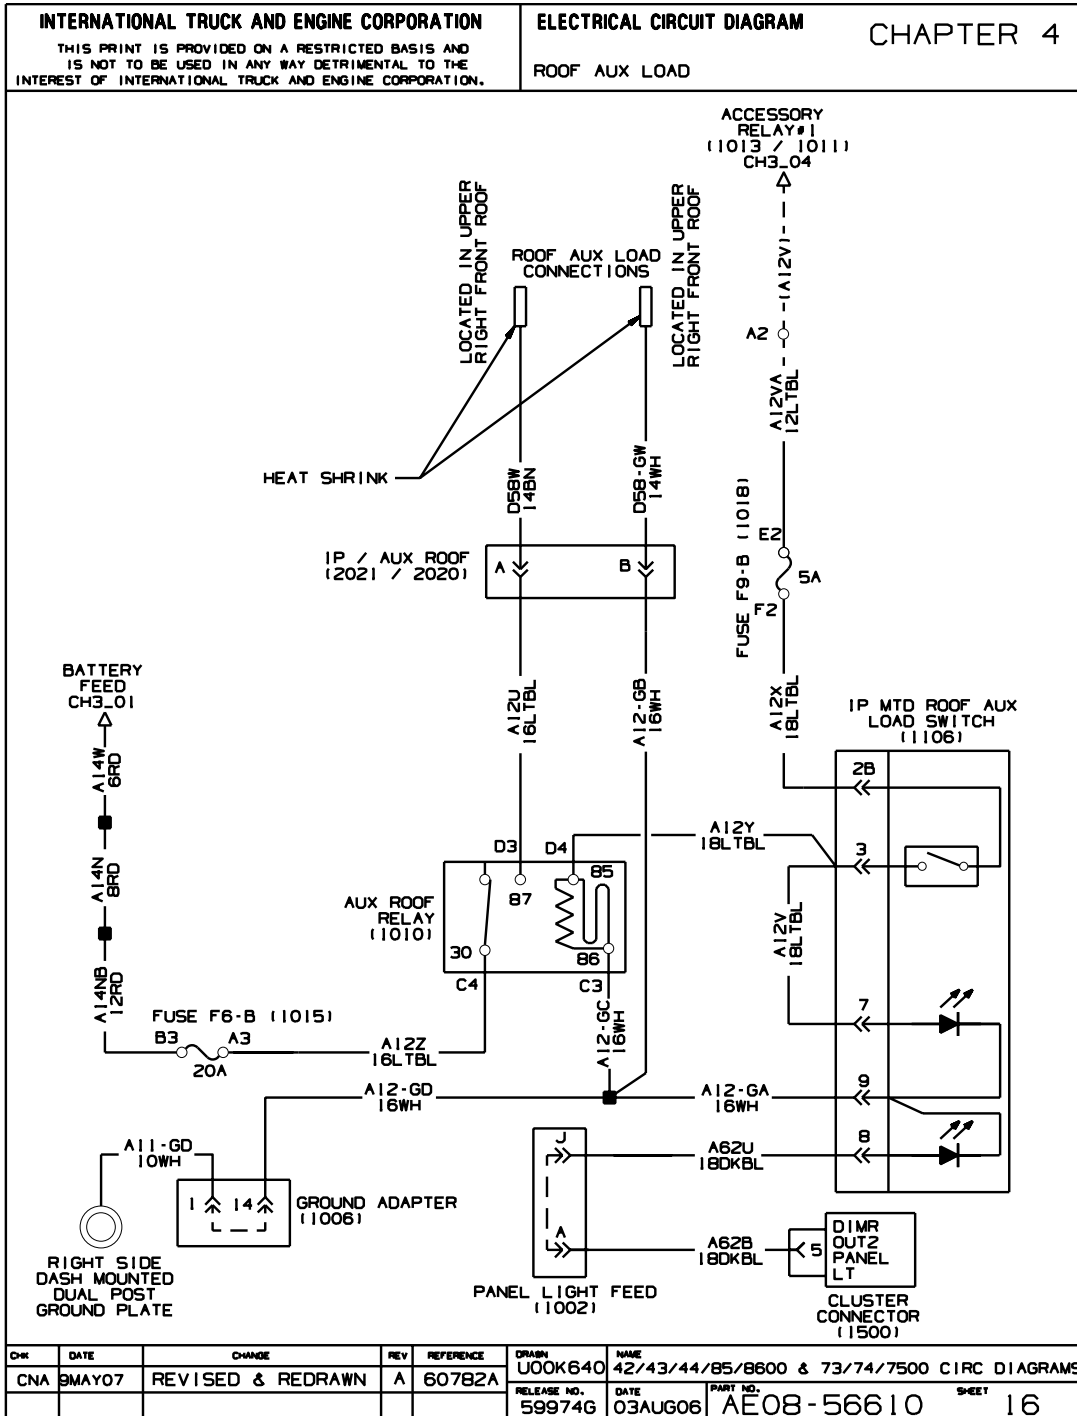 INTERNATIONAL TRUCK AND ENGINE CORPORATION
THIS PRINT IS PROVIDED ON A RESTRICTED BASIS AND
IS NOT TO BE USED IN ANY WAY DETRIMENTAL TO THE
INTEREST OF INTERNATIONAL TRUCK AND ENGINE CORPORATION.
ELECTRICAL CIRCUIT DIAGRAM
ROOF AUX LOAD
CHAPTER 4
ACCESSORY
RELAY#1
(1013 / 1011)
CH3_04
(A12V)
A2
A12VA
12LTBL
LOCATED IN UPPER
RIGHT FRONT ROOF
ROOF AUX LOAD
CONNECTIONS
LOCATED IN UPPER
RIGHT FRONT ROOF
HEAT SHRINK
D58W
14BN
D58-GW
14WH
FUSE F9-B (1018)
E2
5A
F2
IP / AUX ROOF
(2021 / 2020)
A
B
BATTERY
FEED
CH3_01
A14W
6RD
A14N
8RD
A14NB
12RD
A12U
16LTBL
A12-GB
16WH
A12X
18LTBL
IP MTD ROOF AUX
LOAD SWITCH
(1106)
2B
3
7
9
8
A12Y
18LTBL
A12V
18LTBL
D3
D4
85
87
AUX ROOF
RELAY
(1010)
30
86
C4
C3
A12-GC
16WH
FUSE F6-B (1015)
B3
A3
20A
A12Z
16LTBL
A12-GD
16WH
A12-GA
16WH
A11-GD
10WH
1
14
GROUND ADAPTER
(1006)
RIGHT SIDE
DASH MOUNTED
DUAL POST
GROUND PLATE
J
A
A62U
18DKBL
A62B
18DKBL
PANEL LIGHT FEED
(1002)
5
DIMR
OUT2
PANEL
LT
CLUSTER
CONNECTOR
(1500)
CHK DATE CHANGE REV REFERENCE
CNA 9MAY07 REVISED & REDRAWN A 60782A
DRAWN
U00K640
NAME
42/43/44/85/8600 & 73/74/7500 CIRC DIAGRAMS
RELEASE NO.
59974G
DATE
03AUG06
PART NO.
AE08-56610
SHEET
16